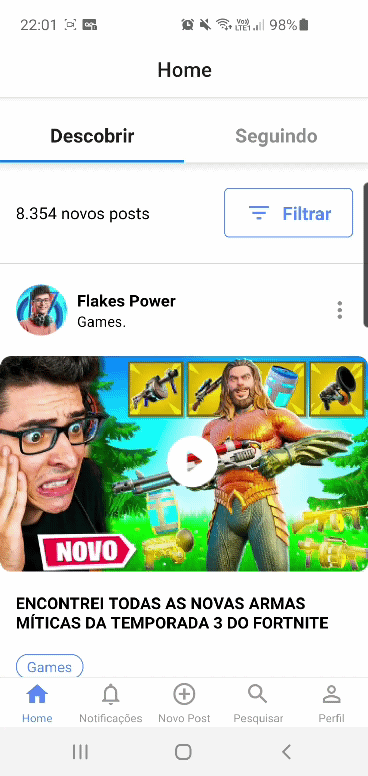 22:01
98%
Home
Descobrir
Seguindo
8.354 novos posts
Filtrar
Flakes Power
Games.
NOVO
ENCONTREI TODAS AS NOVAS ARMAS
MÍTICAS DA TEMPORADA 3 DO FORTNITE
Games
Home
Notificações
Novo Post
Pesquisar
Perfil